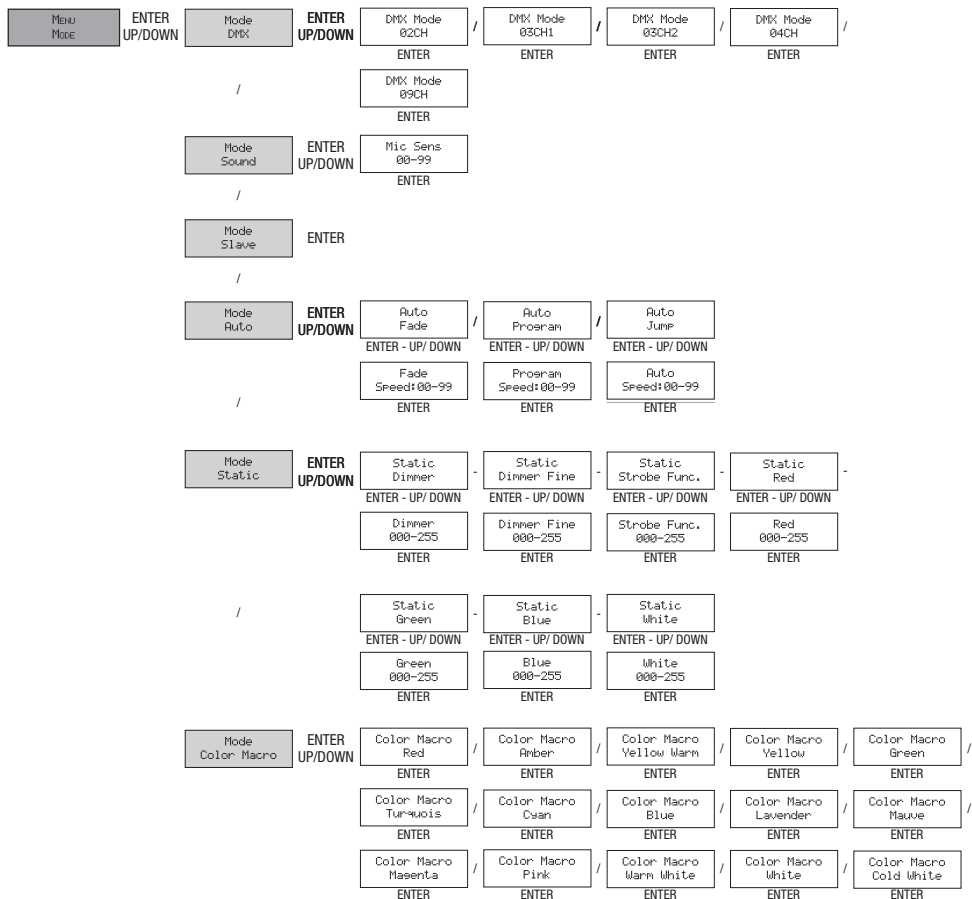 Menu Mode ENTER UP/DOWN Mode DMX ENTER UP/DOWN DMX Mode 02CH / DMX Mode 03CH1 / DMX Mode 03CH2 / DMX Mode 04CH /
ENTER ENTER ENTER ENTER
/ DMX Mode 09CH
ENTER
Mode Sound ENTER UP/DOWN Mic Sens 00-99
ENTER
/
Mode Slave ENTER
/
Mode Auto ENTER UP/DOWN Auto Fade / Auto Program / Auto Jump
ENTER - UP/ DOWN ENTER - UP/ DOWN ENTER - UP/ DOWN
Fade Speed:00-99 Program Speed:00-99 Auto Speed:00-99
/ ENTER ENTER ENTER
Mode Static ENTER UP/DOWN Static Dimmer - Static Dimmer Fine - Static Strobe Func. - Static Red -
ENTER - UP/ DOWN ENTER - UP/ DOWN ENTER - UP/ DOWN ENTER - UP/ DOWN
Dimmer 000-255 Dimmer Fine 000-255 Strobe Func. 000-255 Red 000-255
ENTER ENTER ENTER ENTER
/ Static Green - Static Blue - Static White
ENTER - UP/ DOWN ENTER - UP/ DOWN ENTER - UP/ DOWN
Green 000-255 Blue 000-255 White 000-255
ENTER ENTER ENTER
Mode Color Macro ENTER UP/DOWN Color Macro Red / Color Macro Amber / Color Macro Yellow Warm / Color Macro Yellow / Color Macro Green /
ENTER ENTER ENTER ENTER ENTER
Color Macro Turquois / Color Macro Cyan / Color Macro Blue / Color Macro Lavender / Color Macro Mauve /
ENTER ENTER ENTER ENTER ENTER
Color Macro Magenta / Color Macro Pink / Color Macro Warm White / Color Macro White / Color Macro Cold White
ENTER ENTER ENTER ENTER ENTER